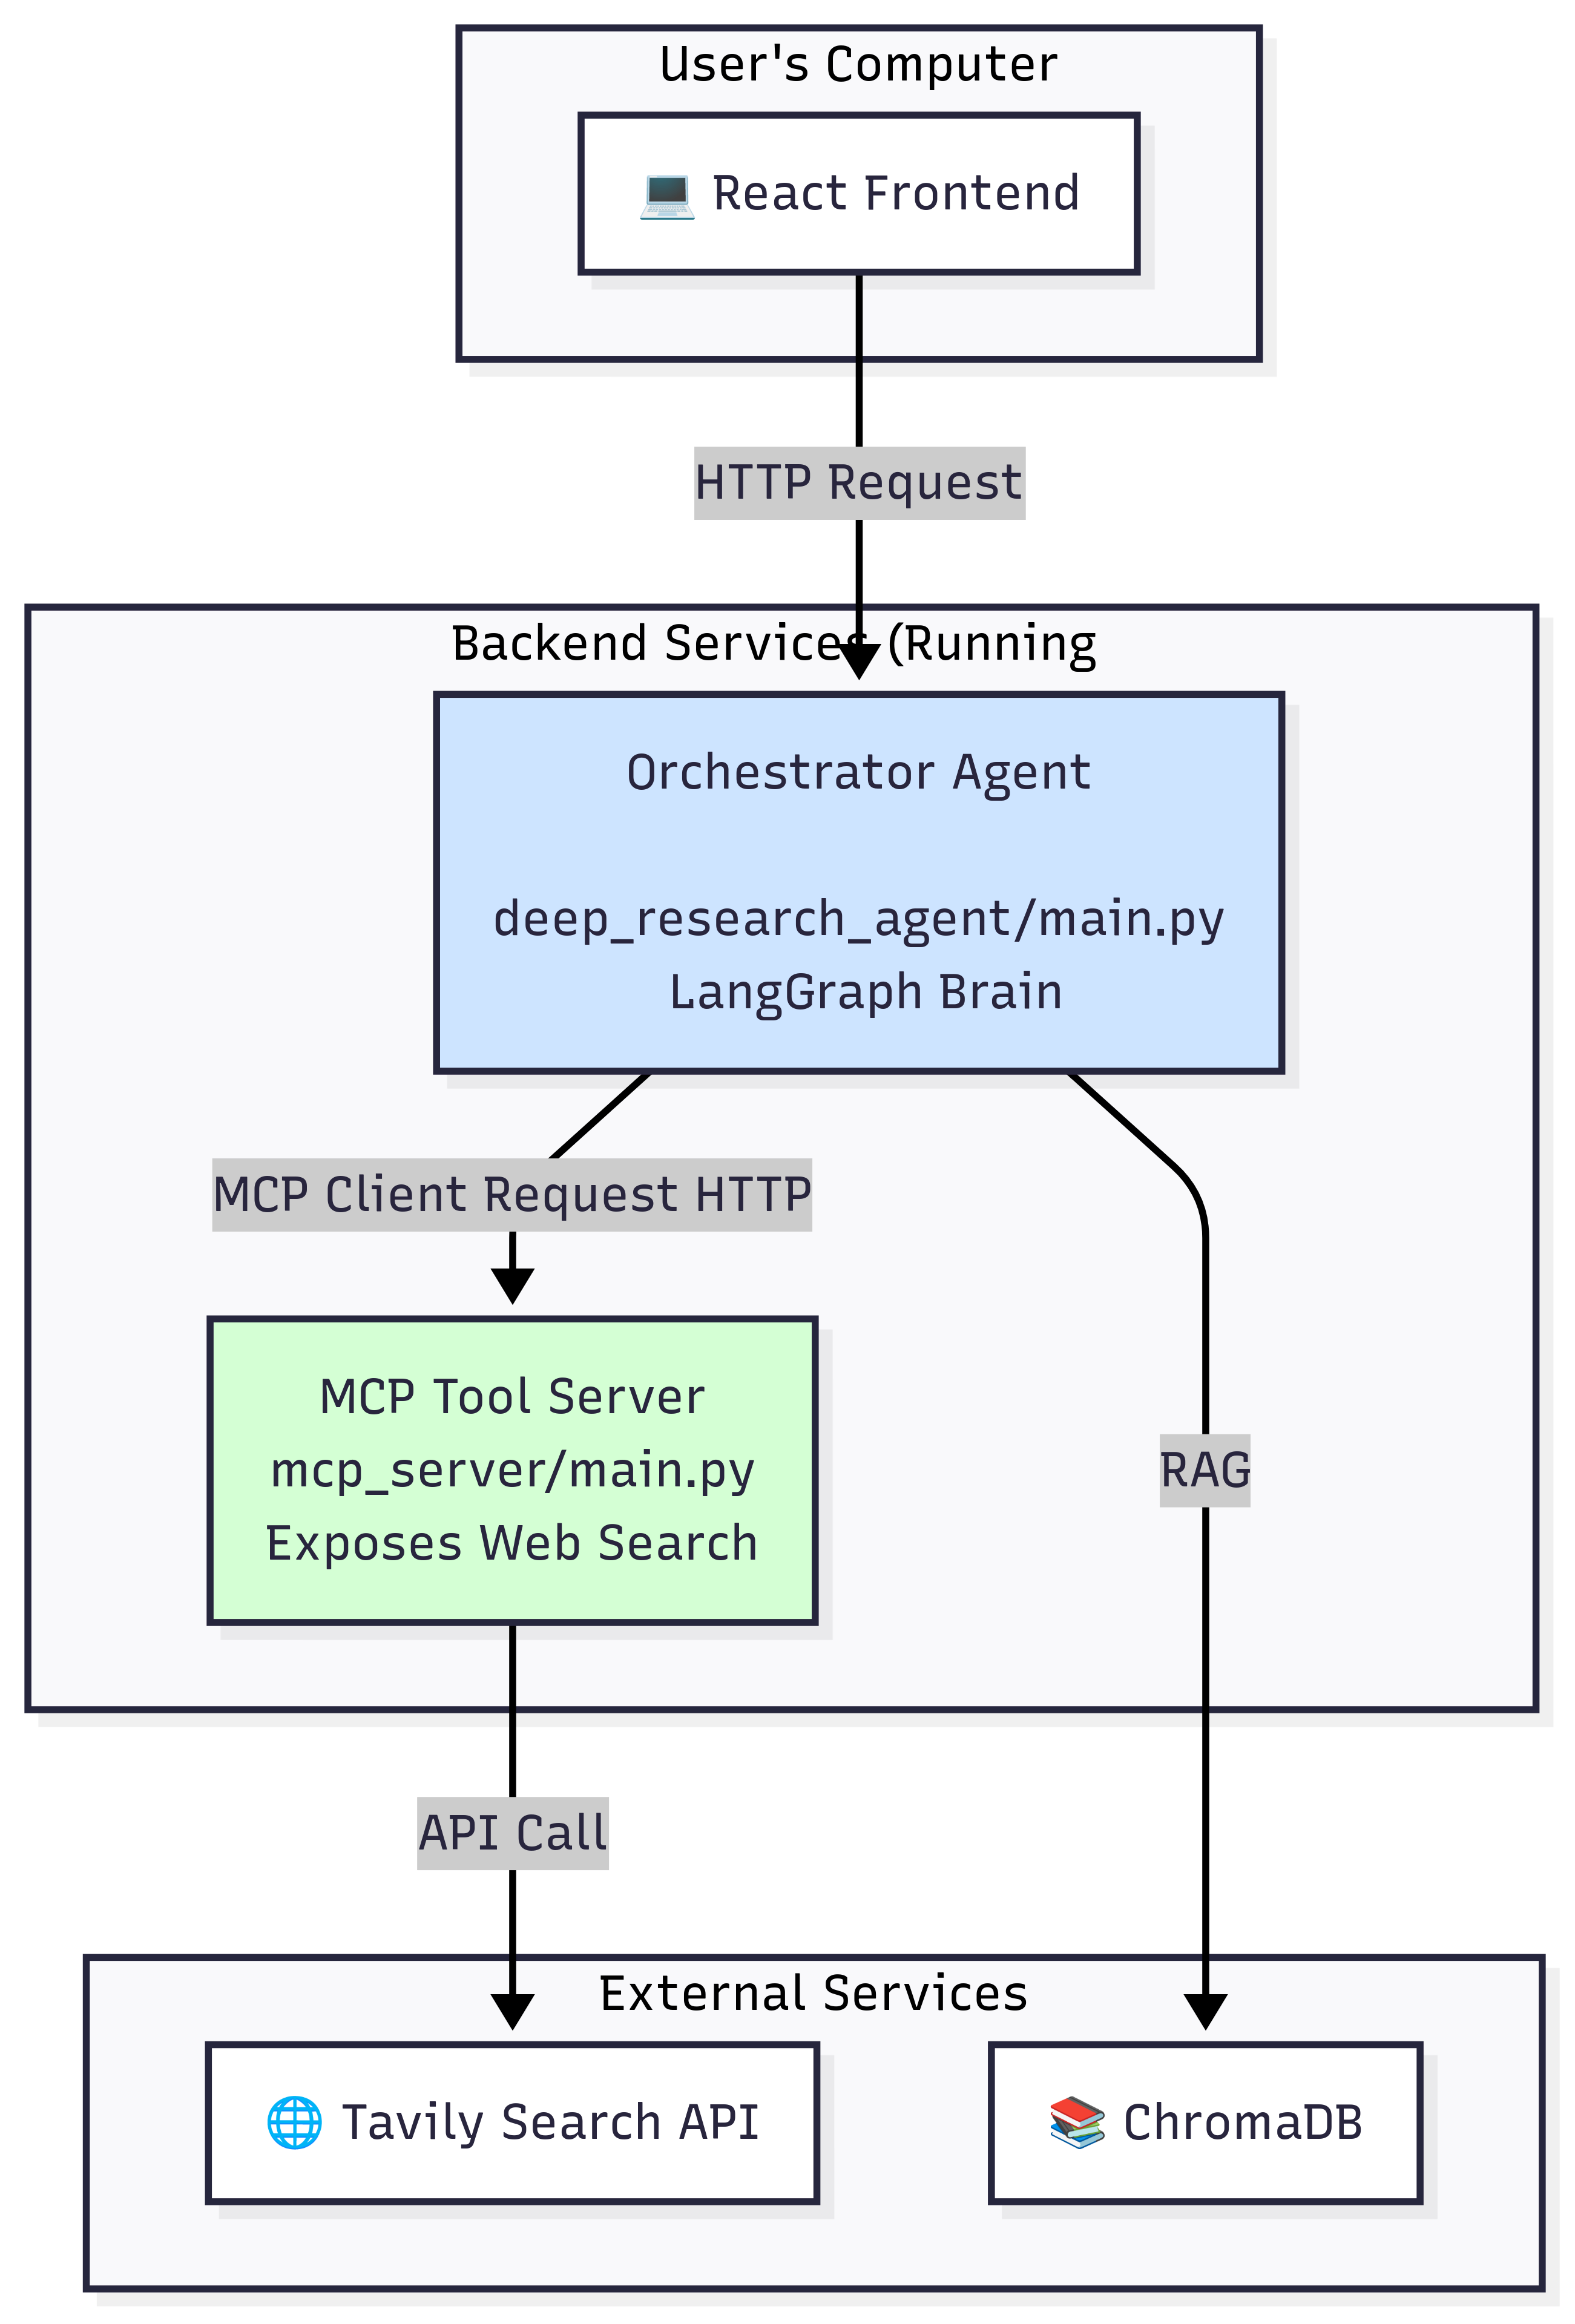 User's Computer
💻 React Frontend
HTTP Request
Backend Services (Running
Orchestrator Agent
deep_research_agent/main.py
LangGraph Brain
MCP Client Request HTTP
MCP Tool Server
mcp_server/main.py
Exposes Web Search
RAG
API Call
External Services
🌐 Tavily Search API
📚 ChromaDB